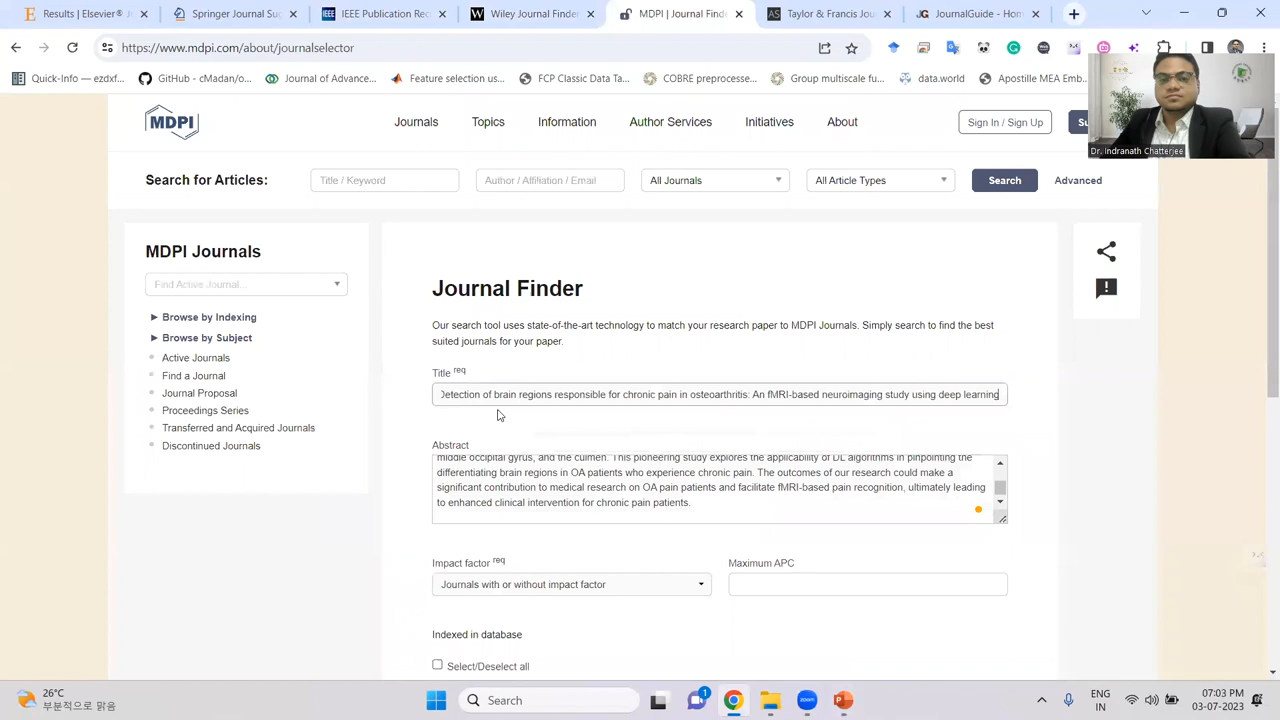 Results | Elsevier® J
Springer Journal Sug
IEEE Publication Rec
Wiley Journal Finder
MDPI | Journal Finde
Taylor & Francis Jour
JournalGuide - Hom
https://www.mdpi.com/about/journalselector
Quick-Info — ezdxf...
GitHub - cMadan/o...
Journal of Advance...
Feature selection us...
FCP Classic Data Ta...
COBRE preprocesse...
Group multiscale fu...
data.world
Apostille MEA Emb...
MDPI
Journals
Topics
Information
Author Services
Initiatives
About
Sign In / Sign Up
Su
Dr. Indranath Chatterjee
Search for Articles:
Title / Keyword
Author / Affiliation / Email
All Journals
All Article Types
Search
Advanced
MDPI Journals
Find Active Journal...
Browse by Indexing
Browse by Subject
Active Journals
Find a Journal
Journal Proposal
Proceedings Series
Transferred and Acquired Journals
Discontinued Journals
Journal Finder
Our search tool uses state-of-the-art technology to match your research paper to MDPI Journals. Simply search to find the best
suited journals for your paper.
Title req
Detection of brain regions responsible for chronic pain in osteoarthritis: An fMRI-based neuroimaging study using deep learning
Abstract
middle occipital gyrus, and the culmen. This pioneering study explores the applicability of DL algorithms in pinpointing the
differentiating brain regions in OA patients who experience chronic pain. The outcomes of our research could make a
significant contribution to medical research on OA pain patients and facilitate fMRI-based pain recognition, ultimately leading
to enhanced clinical intervention for chronic pain patients.
Impact factor req
Maximum APC
Journals with or without impact factor
Indexed in database
Select/Deselect all
26°C
부분적으로 맑음
Search
1
ENG
IN
07:03 PM
03-07-2023